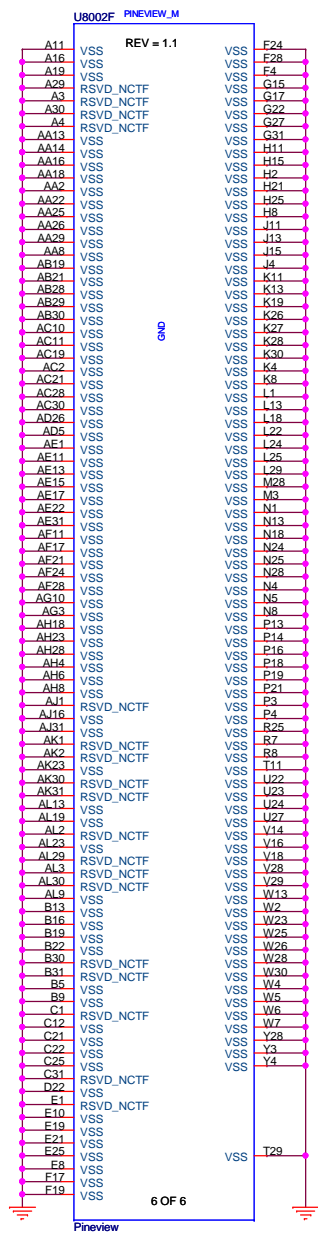 U8002F PINEVIEW_M
REV = 1.1
A11 VSS VSS F24
A16 VSS VSS F28
A19 VSS VSS F4
A29 RSVD_NCTF VSS G15
A3 RSVD_NCTF VSS G17
A30 RSVD_NCTF VSS G22
A4 RSVD_NCTF VSS G27
AA13 VSS VSS G31
AA14 VSS VSS H11
AA16 VSS VSS H15
AA18 VSS VSS H2
AA2 VSS VSS H21
AA22 VSS VSS H25
AA25 VSS VSS H8
AA26 VSS VSS J11
AA29 VSS VSS J13
AA8 VSS VSS J15
AB19 VSS VSS J4
AB21 VSS VSS K11
AB28 VSS VSS K13
AB29 VSS VSS K19
AB30 VSS VSS K26
GND
AC10 VSS VSS K27
AC11 VSS VSS K28
AC19 VSS VSS K30
AC2 VSS VSS K4
AC21 VSS VSS K8
AC28 VSS VSS L1
AC30 VSS VSS L13
AD26 VSS VSS L18
AD5 VSS VSS L22
AE1 VSS VSS L24
AE11 VSS VSS L25
AE13 VSS VSS L29
AE15 VSS VSS M28
AE17 VSS VSS M3
AE22 VSS VSS N1
AE31 VSS VSS N13
AF11 VSS VSS N18
AF17 VSS VSS N24
AF21 VSS VSS N25
AF24 VSS VSS N28
AF28 VSS VSS N4
AG10 VSS VSS N5
AG3 VSS VSS N8
AH18 VSS VSS P13
AH23 VSS VSS P14
AH28 VSS VSS P16
AH4 VSS VSS P18
AH6 VSS VSS P19
AH8 VSS VSS P21
AJ1 RSVD_NCTF VSS P3
AJ16 VSS VSS P4
AJ31 VSS VSS R25
AK1 RSVD_NCTF VSS R7
AK2 RSVD_NCTF VSS R8
AK23 VSS VSS T11
AK30 RSVD_NCTF VSS U22
AK31 RSVD_NCTF VSS U23
AL13 VSS VSS U24
AL19 VSS VSS U27
AL2 RSVD_NCTF VSS V14
AL23 VSS VSS V16
AL29 RSVD_NCTF VSS V18
AL3 RSVD_NCTF VSS V28
AL30 RSVD_NCTF VSS V29
AL9 VSS VSS W13
B13 VSS VSS W2
B16 VSS VSS W23
B19 VSS VSS W25
B22 VSS VSS W26
B30 RSVD_NCTF VSS W28
B31 RSVD_NCTF VSS W30
B5 VSS VSS W4
B9 VSS VSS W5
C1 RSVD_NCTF VSS W6
C12 VSS VSS W7
C21 VSS VSS Y28
C22 VSS VSS Y3
C25 VSS VSS Y4
C31 RSVD_NCTF
D22 VSS
E1 RSVD_NCTF
E10 VSS
E19 VSS
E21 VSS
E25 VSS VSS T29
E8 VSS
F17 VSS
F19 VSS
6 OF 6
Pineview